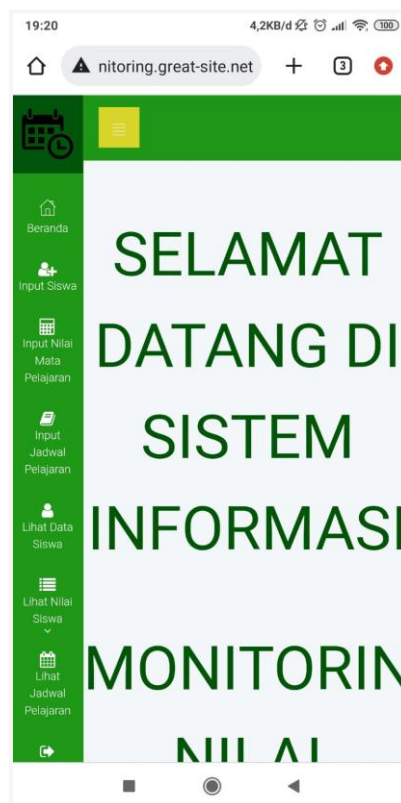 19:20
4,2KB/d
100
nitoring.great-site.net
3
Beranda
Input Siswa
Input Nilai
Mata
Pelajaran
Input
Jadwal
Pelajaran
Lihat Data
Siswa
Lihat Nilai
Siswa
Lihat
Jadwal
Pelajaran
SELAMAT
DATANG DI
SISTEM
INFORMASI
MONITORIN
NILAI